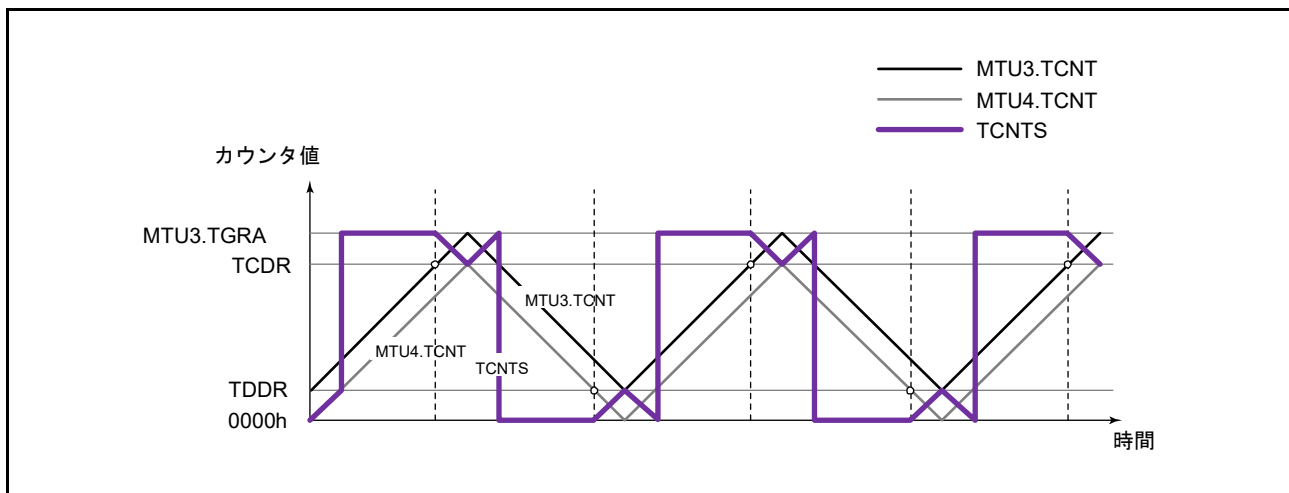 MTU3.TCNT
MTU4.TCNT
TCNTS
カウンタ値
MTU3.TGRA
TCDR
MTU3.TCNT
MTU4.TCNT
TCNTS
TDDR
0000h
時間